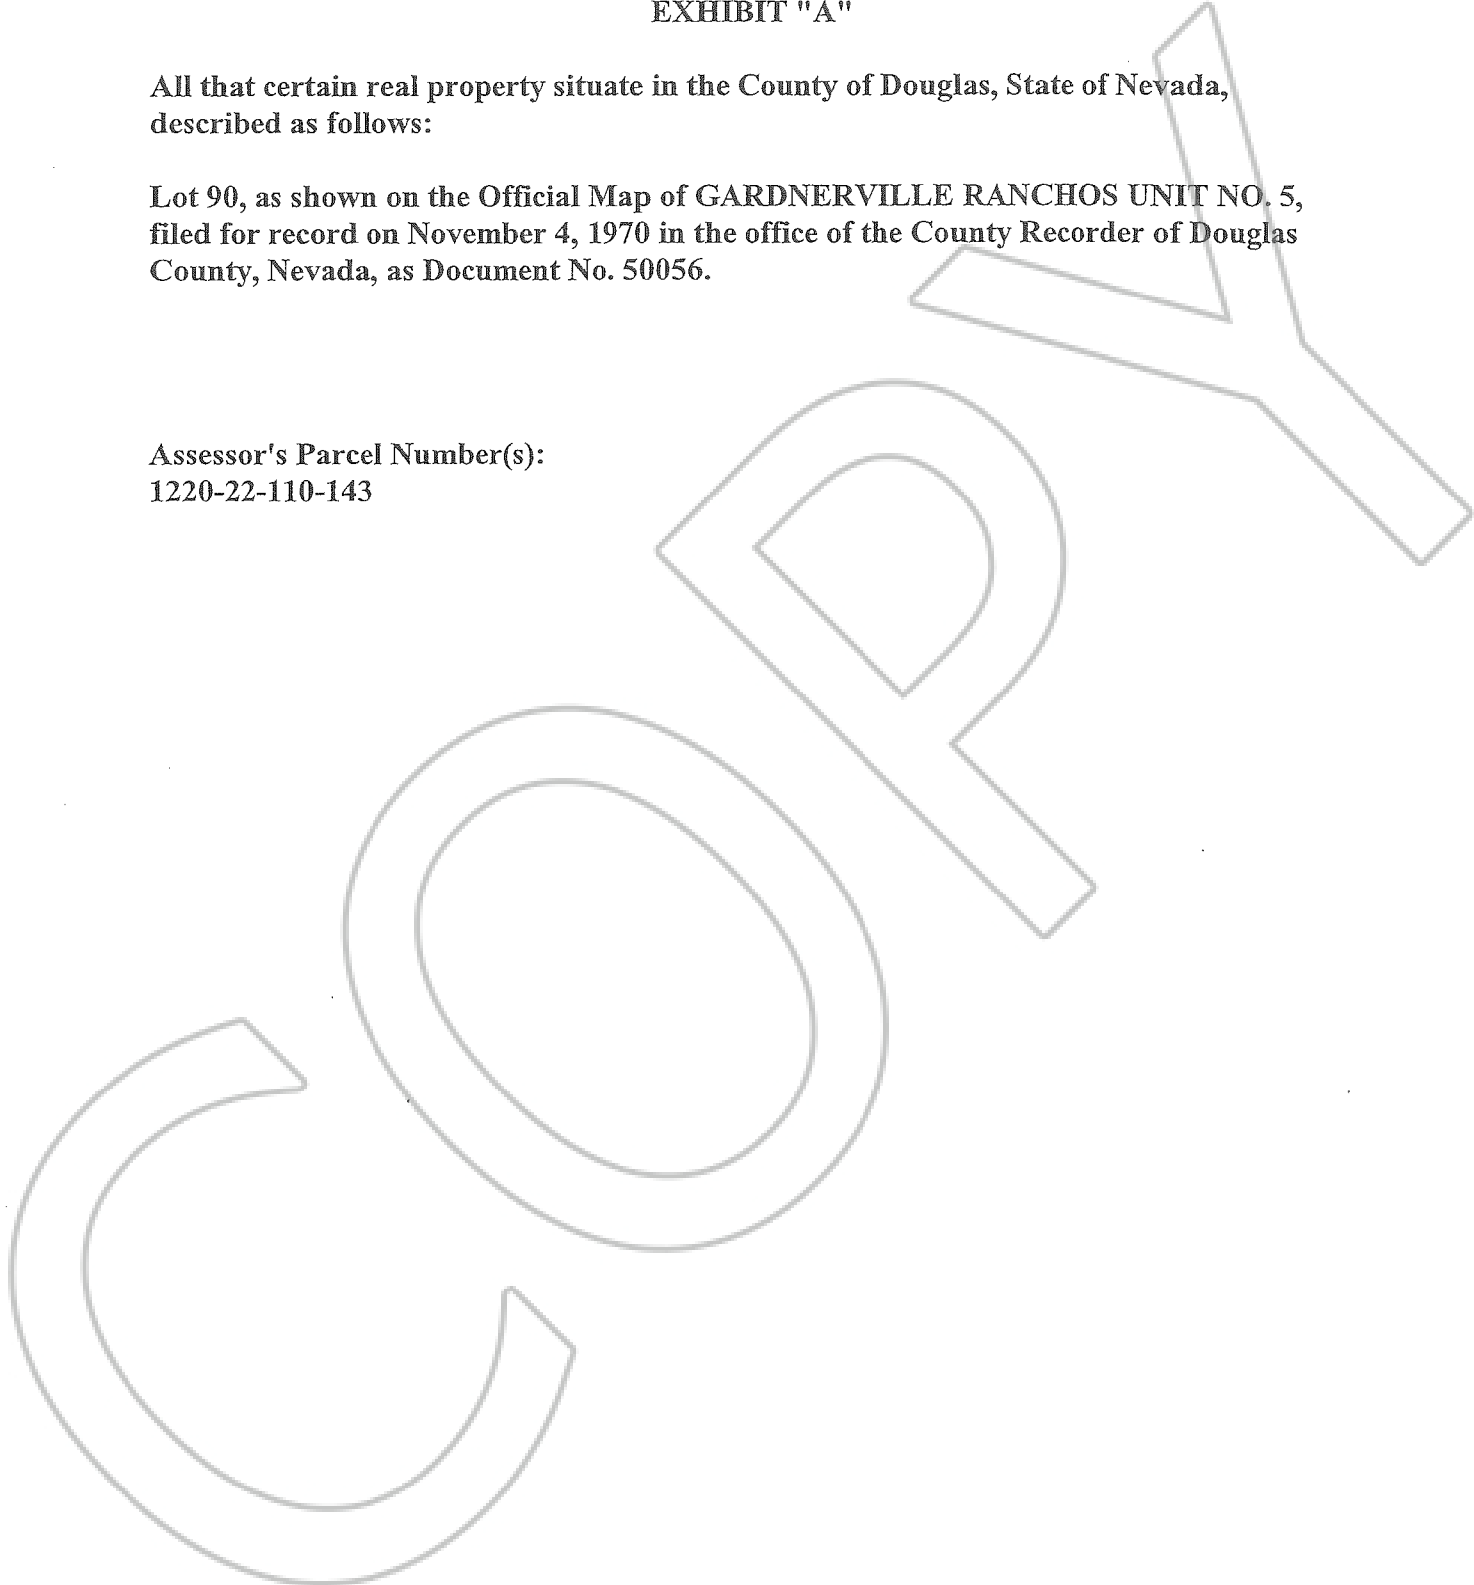 EXHIBIT "A"
All that certain real property situate in the County of Douglas, State of Nevada,
described as follows:
Lot 90, as shown on the Official Map of GARDNERVILLE RANCHOS UNIT NO. 5,
filed for record on November 4, 1970 in the office of the County Recorder of Douglas
County, Nevada, as Document No. 50056.
Assessor's Parcel Number(s):
1220-22-110-143
COPY